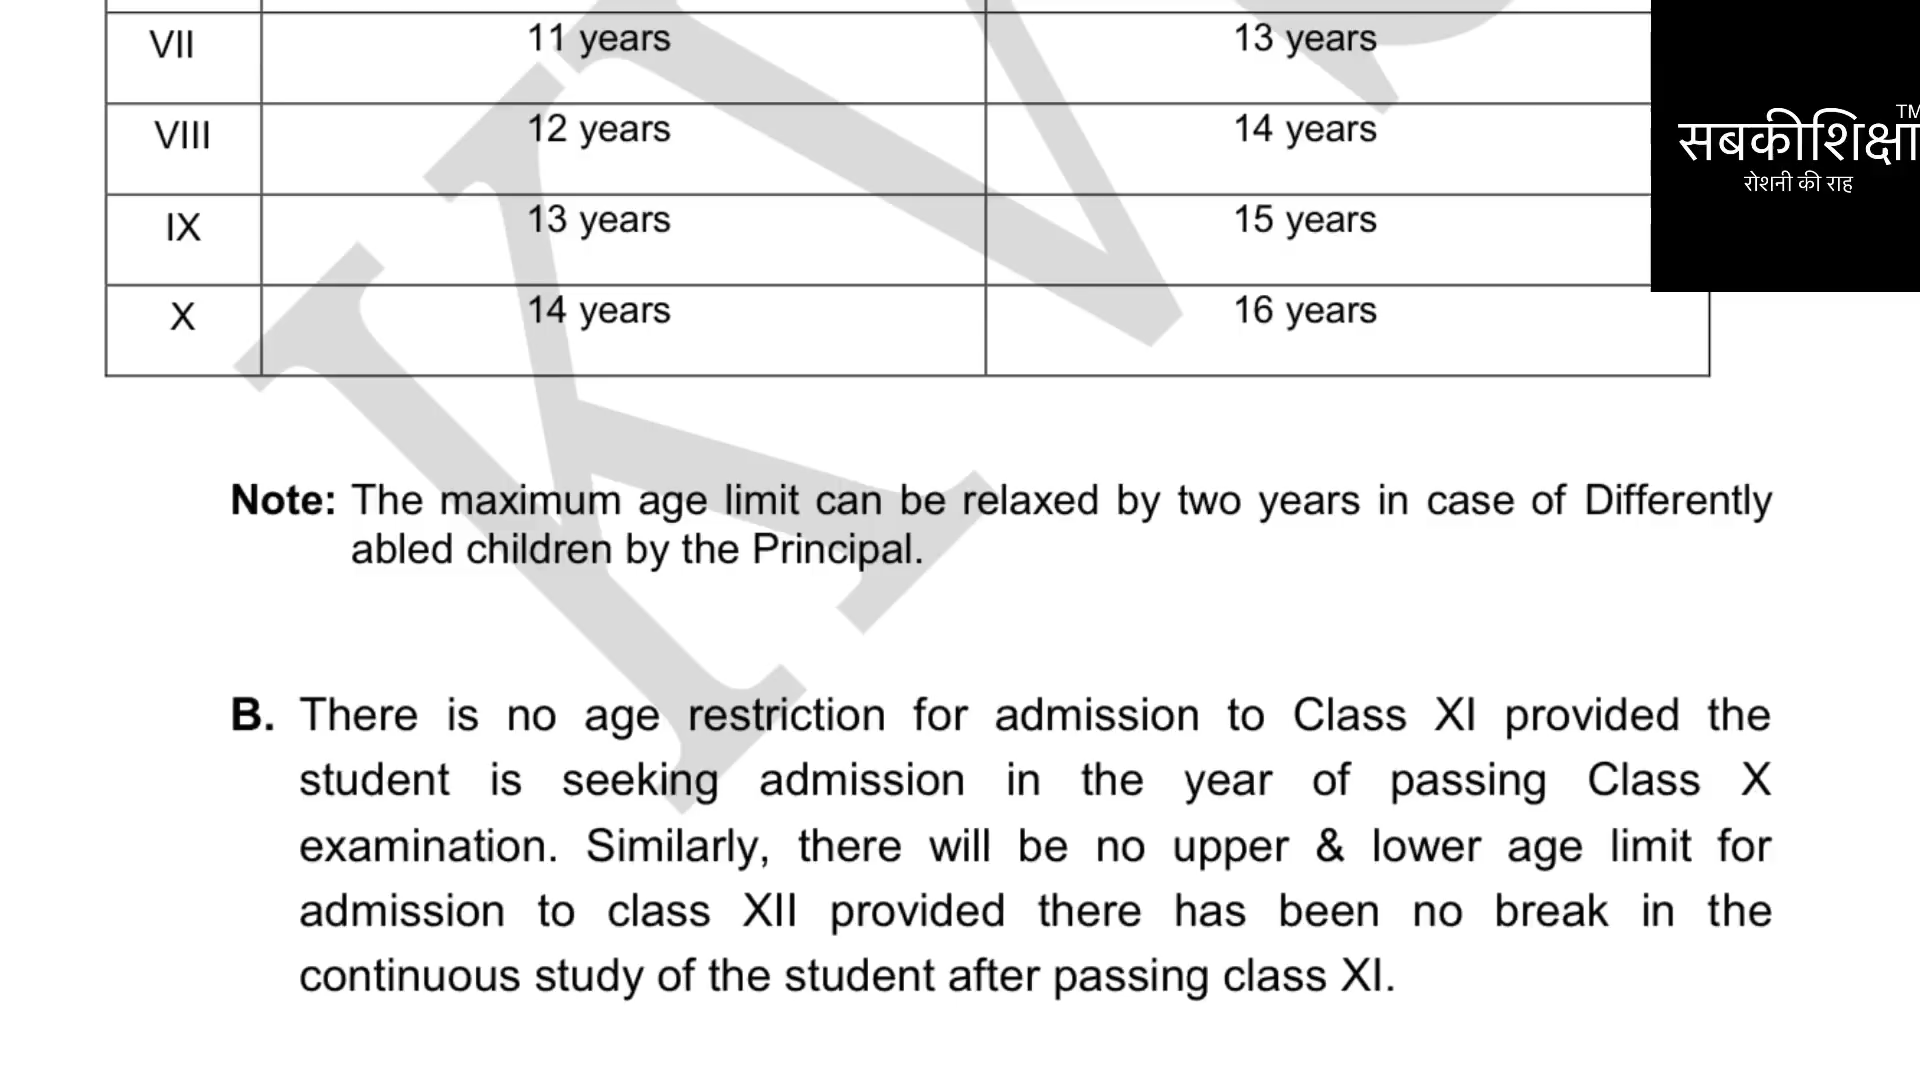 VII 11 years 13 years
VIII 12 years 14 years
IX 13 years 15 years
X 14 years 16 years
TM
सबकीशिक्षा
रोशनी की राह
Note: The maximum age limit can be relaxed by two years in case of Differently
abled children by the Principal.
B. There is no age restriction for admission to Class XI provided the
student is seeking admission in the year of passing Class X
examination. Similarly, there will be no upper & lower age limit for
admission to class XII provided there has been no break in the
continuous study of the student after passing class XI.